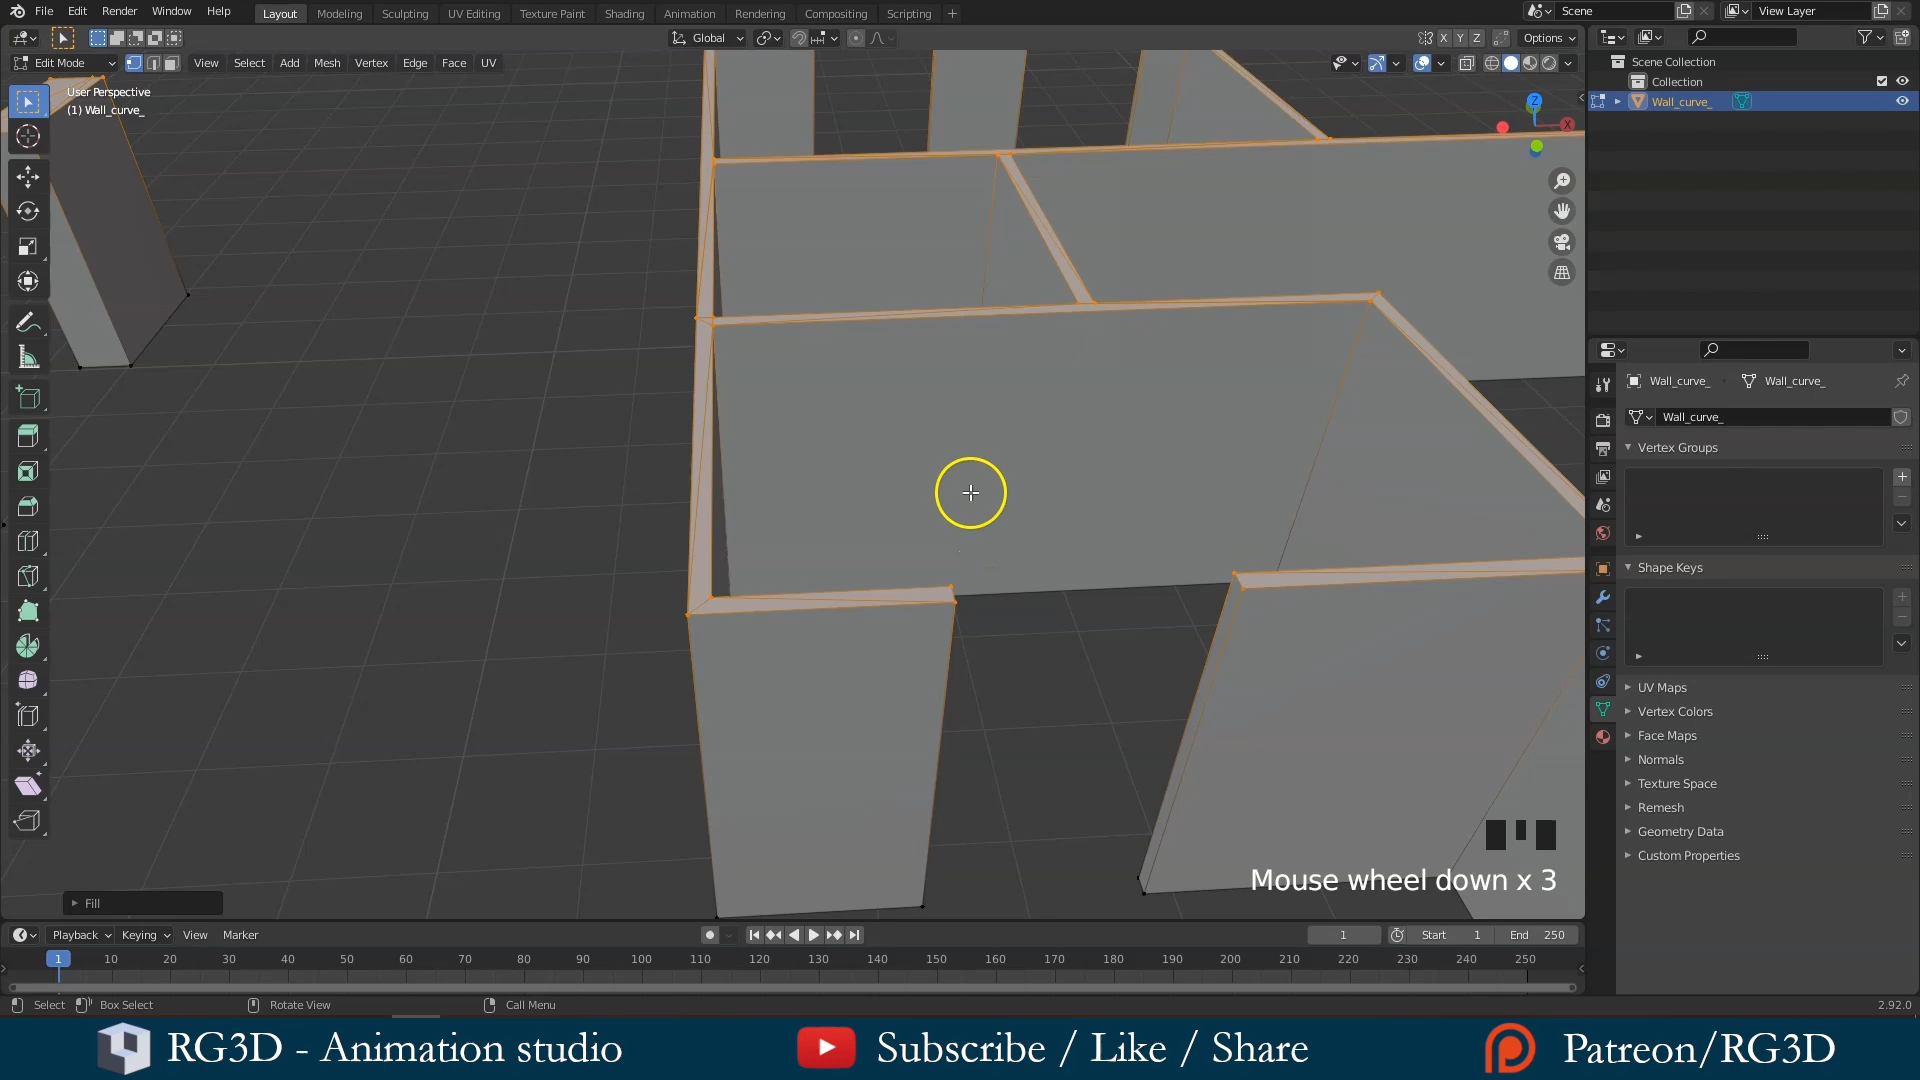 File Edit Render Window Help Layout Modeling Sculpting UV Editing Texture Paint Shading Animation Rendering Compositing Scripting + Scene View Layer
Global X Y Z Options
Edit Mode View Select Add Mesh Vertex Edge Face UV
User Perspective
(1) Wall_curve_
Z
X
Scene Collection
Collection
Wall_curve_
Wall_curve_ Wall_curve_
Wall_curve_
Vertex Groups
Shape Keys
UV Maps
Vertex Colors
Face Maps
Normals
Texture Space
Remesh
Geometry Data
Custom Properties
Mouse wheel down x 3
Fill
Playback Keying View Marker 1 Start 1 End 250
1 10 20 30 40 50 60 70 80 90 100 110 120 130 140 150 160 170 180 190 200 210 220 230 240 250
Select Box Select Rotate View Call Menu 2.92.0
RG3D - Animation studio Subscribe / Like / Share Patreon/RG3D